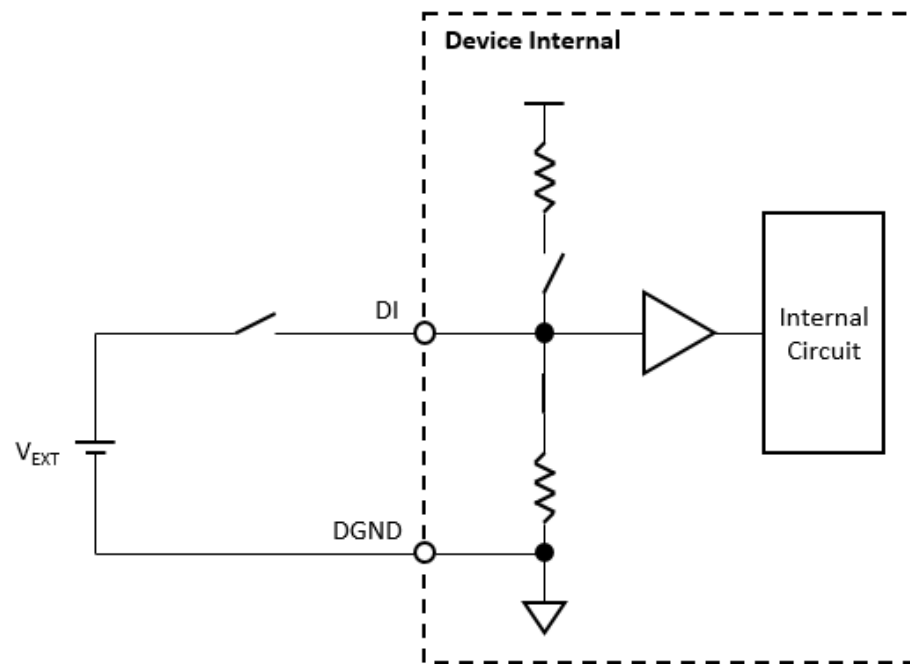 Device Internal
DI
Internal
Circuit
VEXT
DGND